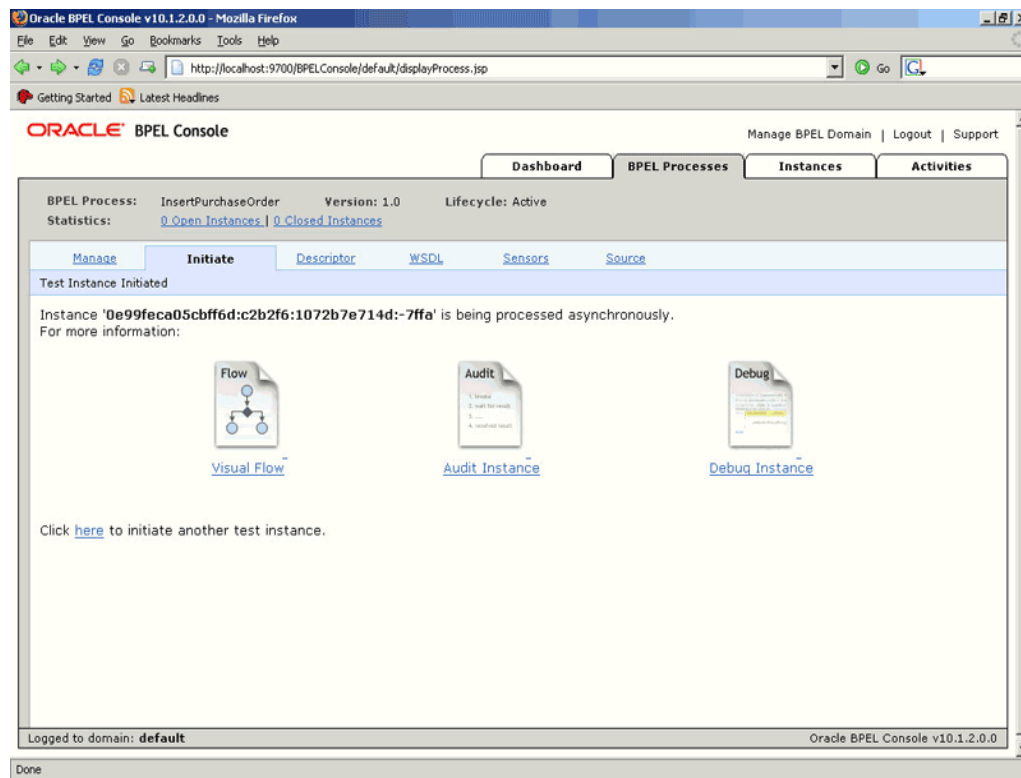 Oracle BPEL Console v10.1.2.0.0 - Mozilla Firefox
File Edit View Go Bookmarks Tools Help
http://localhost:9700/BPELConsole/default/displayProcess.jsp Go G
Getting Started Latest Headlines
ORACLE BPEL Console
Manage BPEL Domain | Logout | Support
Dashboard BPEL Processes Instances Activities
BPEL Process: InsertPurchaseOrder Version: 1.0 Lifecycle: Active
Statistics: 0 Open Instances | 0 Closed Instances
Manage Initiate Descriptor WSDL Sensors Source
Test Instance Initiated
Instance '0e99feca05cbff6d:c2b2f6:1072b7e714d:-7ffa' is being processed asynchronously.
For more information:
Flow Audit Debug
Visual Flow Audit Instance Debug Instance
Click here to initiate another test instance.
Logged to domain: default Oracle BPEL Console v10.1.2.0.0
Done